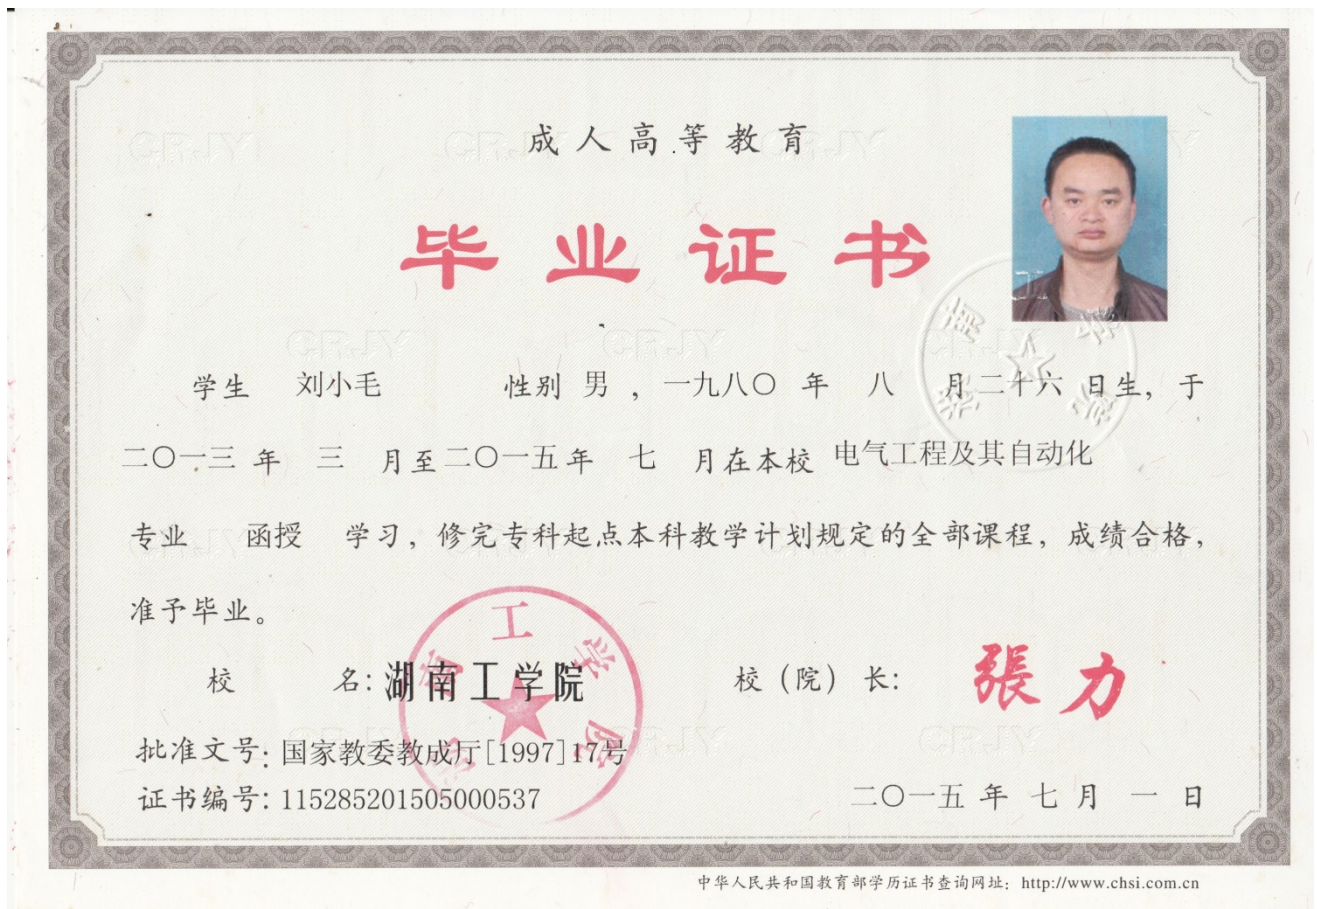 成人高等教育
毕业证书
学生 刘小毛 性别 男 ，一九八〇 年 八 月二十六 日生，于
二〇一三年 三 月至二〇一五年 七 月在本校 电气工程及其自动化
专业 函授 学习，修完专科起点本科教学计划规定的全部课程，成绩合格，
准予毕业。
校 名：湖南工学院 校（院）长：張力
湖南工学院
批准文号：国家教委教成厅[1997]17号
证书编号：115285201505000537 二〇一五 年 七 月 一 日
中华人民共和国教育部学历证书查询网址：http://www.chsi.com.cn